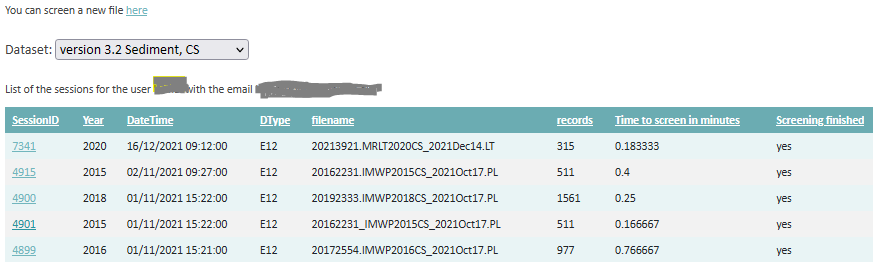 You can screen a new file here
Dataset: version 3.2 Sediment, CS
List of the sessions for the user with the email
SessionID Year DateTime DType filename records Time to screen in minutes Screening finished
7341 2020 16/12/2021 09:12:00 E12 20213921.MRLT2020CS_2021Dec14.LT 315 0.183333 yes
4915 2015 02/11/2021 09:27:00 E12 20162231.IMWP2015CS_2021Oct17.PL 511 0.4 yes
4900 2018 01/11/2021 15:22:00 E12 20192333.IMWP2018CS_2021Oct17.PL 1561 0.25 yes
4901 2015 01/11/2021 15:22:00 E12 20162231_IMWP2015CS_2021Oct17.PL 511 0.166667 yes
4899 2016 01/11/2021 15:21:00 E12 20172554.IMWP2016CS_2021Oct17.PL 977 0.766667 yes